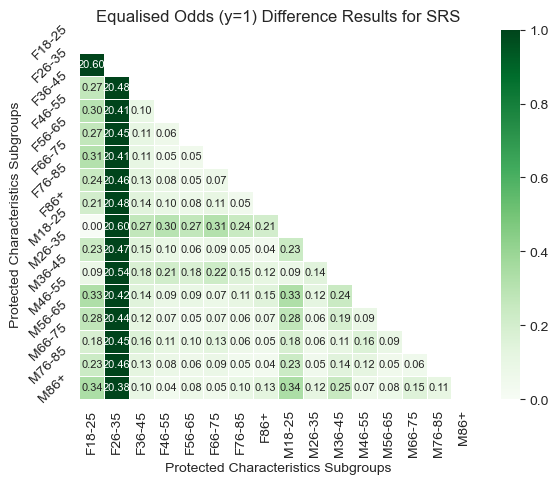 Equalised Odds (y=1) Difference Results for SRS
Protected Characteristics Subgroups
F18-25
F26-35 20.60
F36-45 0.27 20.48
F46-55 0.30 20.41 0.10
F56-65 0.27 20.45 0.11 0.06
F66-75 0.31 20.41 0.11 0.05 0.05
F76-85 0.24 20.46 0.13 0.08 0.05 0.07
F86+ 0.21 20.48 0.14 0.10 0.08 0.11 0.05
M18-25 0.00 20.60 0.27 0.30 0.27 0.31 0.24 0.21
M26-35 0.23 20.47 0.15 0.10 0.06 0.09 0.05 0.04 0.23
M36-45 0.09 20.54 0.18 0.21 0.18 0.22 0.15 0.12 0.09 0.14
M46-55 0.33 20.42 0.14 0.09 0.09 0.07 0.11 0.15 0.33 0.12 0.24
M56-65 0.28 20.44 0.12 0.07 0.05 0.07 0.06 0.07 0.28 0.06 0.19 0.09
M66-75 0.18 20.45 0.16 0.11 0.10 0.13 0.06 0.08 0.18 0.06 0.11 0.16 0.09
M76-85 0.23 20.46 0.13 0.08 0.06 0.09 0.05 0.04 0.23 0.05 0.14 0.12 0.05 0.06
M86+ 0.34 20.38 0.10 0.04 0.08 0.05 0.10 0.13 0.34 0.12 0.25 0.07 0.08 0.15 0.11
F18-25 F26-35 F36-45 F46-55 F56-65 F66-75 F76-85 F86+ M18-25 M26-35 M36-45 M46-55 M56-65 M66-75 M76-85 M86+
Protected Characteristics Subgroups
1.0
0.8
0.6
0.4
0.2
0.0